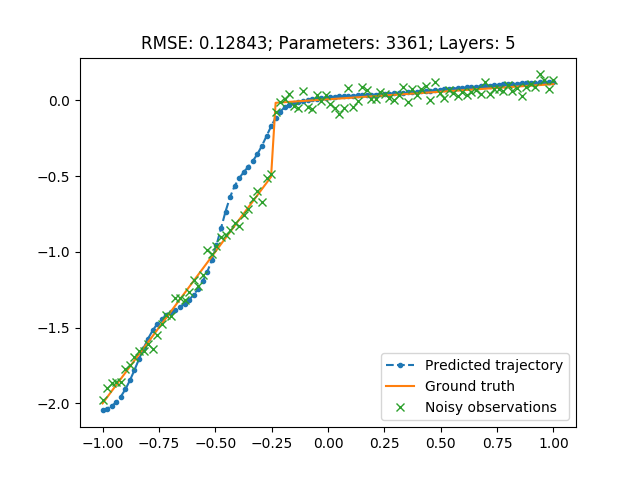 RMSE: 0.12843; Parameters: 3361; Layers: 5
0.0
−0.5
−1.0
−1.5
−2.0
Predicted trajectory
Ground truth
Noisy observations
−1.00 −0.75 −0.50 −0.25 0.00 0.25 0.50 0.75 1.00